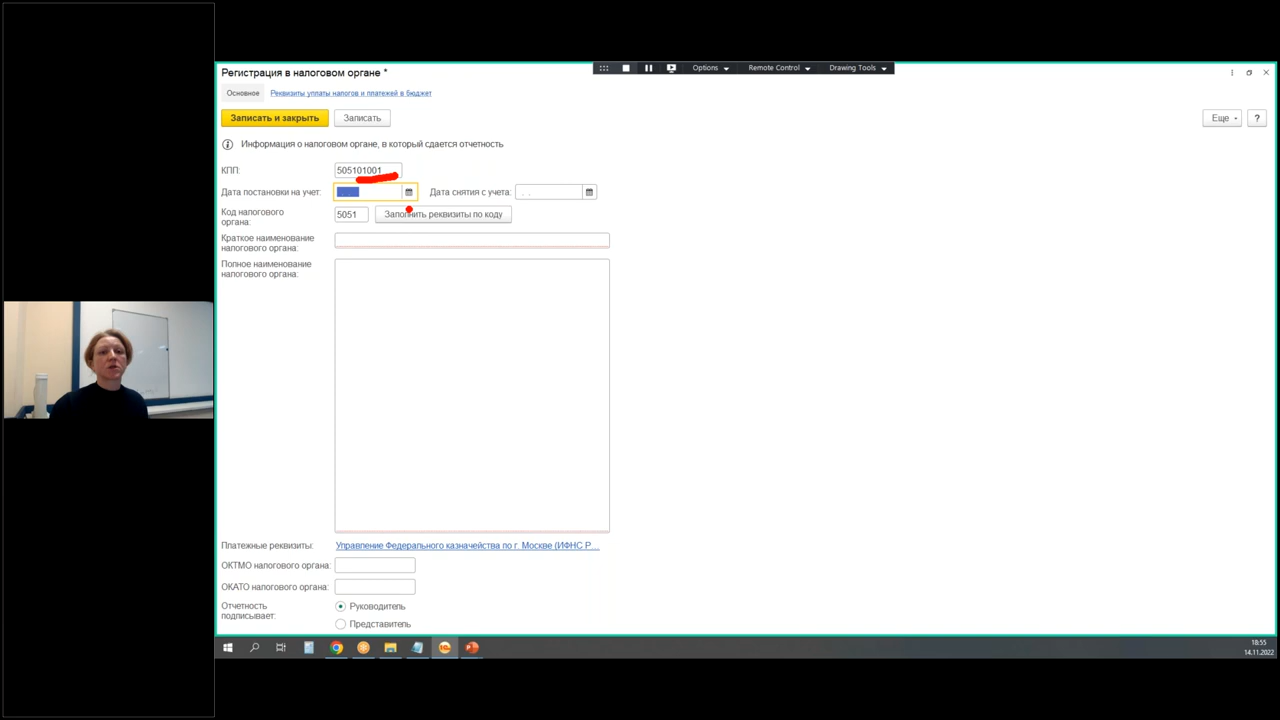 Регистрация в налоговом органе *
Options
Remote Control
Drawing Tools
Основное
Реквизиты уплаты налогов и платежей в бюджет
Записать и закрыть
Записать
Еще
?
Информация о налоговом органе, в который сдается отчетность
КПП:
505101001
Дата постановки на учет:
Дата снятия с учета:
Код налогового
органа:
5051
Заполнить реквизиты по коду
Краткое наименование
налогового органа:
Полное наименование
налогового органа:
Платежные реквизиты:
Управление Федерального казначейства по г. Москве (ИФНС Р...
ОКТМО налогового органа:
ОКАТО налогового органа:
Отчетность
подписывает:
Руководитель
Представитель
18:55
14.11.2022